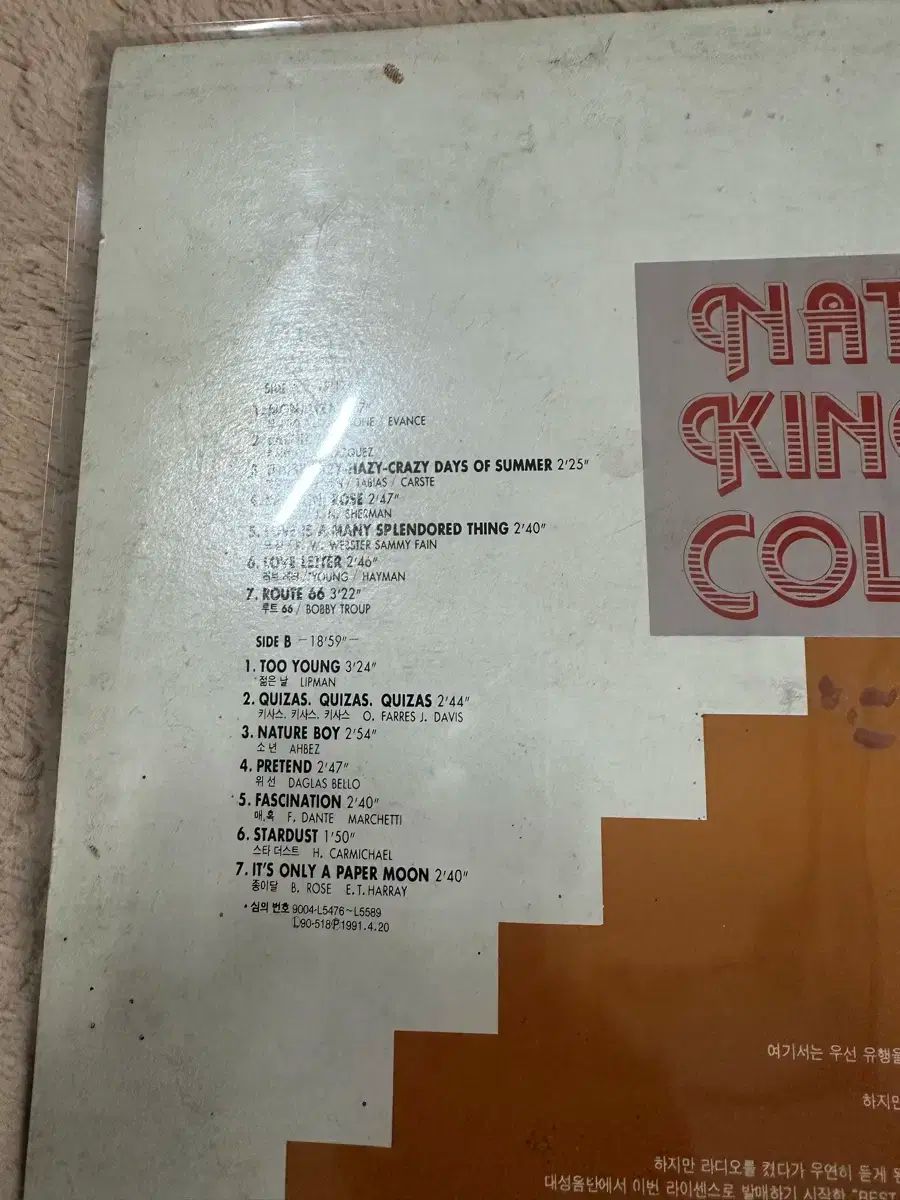 SIDE
1.
ONE / EVANCE
2.
3. HAZY-CRAZY DAYS OF SUMMER 2'25"
/ TABIAS / CARSTE
ROSE 2'47"
SHERMAN
5. LOVE IS A MANY SPLENDORED THING 2'40"
WEBSTER SAMMY FAIN
6. LOVE LETTER 2'46"
YOUNG / HAYMAN
7. ROUTE 66 3'22"
루트 66 / BOBBY TROUP
SIDE B —18'59"—
1. TOO YOUNG 3'24"
젊은 날 LIPMAN
2. QUIZAS, QUIZAS, QUIZAS 2'44"
키사스, 키사스, 키사스 O. FARRES J. DAVIS
3. NATURE BOY 2'54"
소년 AHBEZ
4. PRETEND 2'47"
위선 DAGLAS BELLO
5. FASCINATION 2'40"
매혹 F. DANTE MARCHETTI
6. STARDUST 1'50"
스타더스트 H. CARMICHAEL
7. IT'S ONLY A PAPER MOON 2'40"
종이달 B. ROSE E.T. HARRAY
• 심의 번호 9004-L5476~L5589
L90-518 Ⓟ 1991.4.20
NAT
KING
COL
여기서는 우선 유행을
하지만
하지만 라디오를 켰다가 우연히 듣게 된
대성음반에서 이번 라이센스로 발매하기 시작한 "BEST